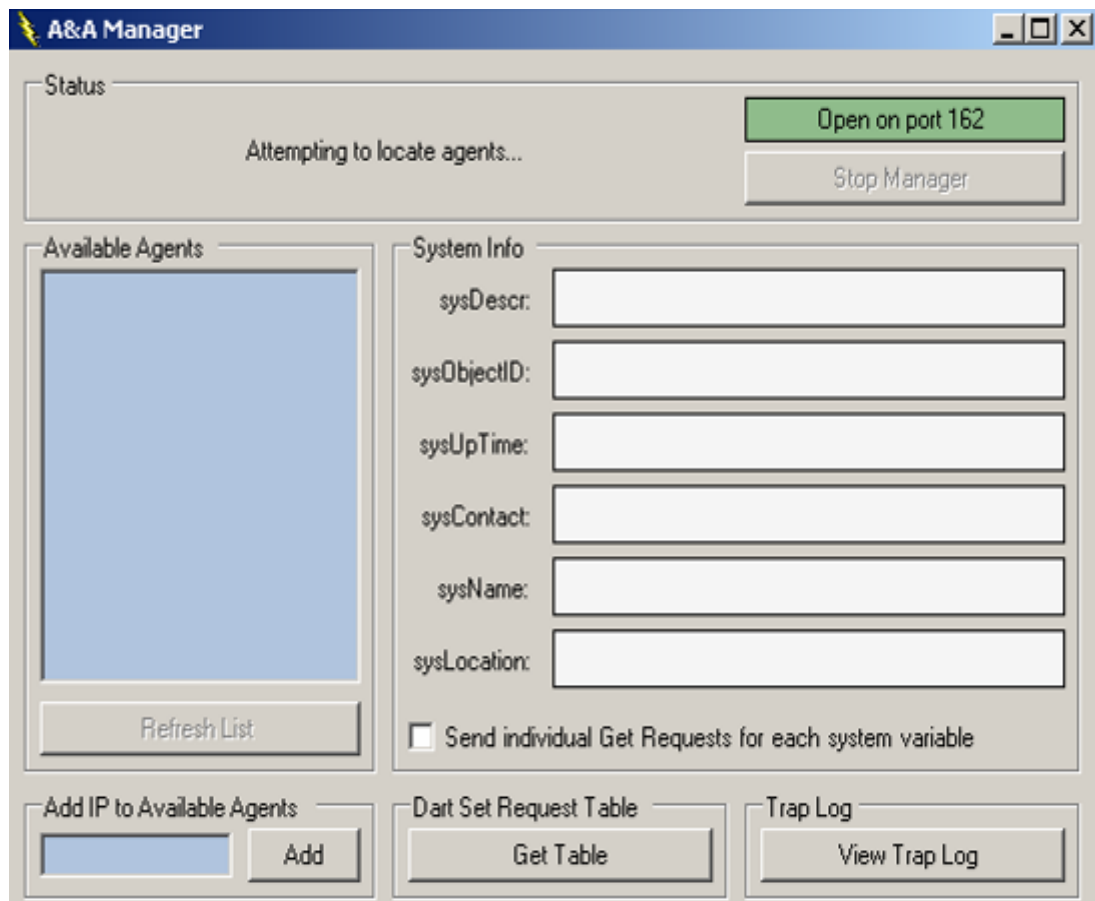 A&A Manager
Status
Attempting to locate agents...
Open on port 162
Stop Manager
Available Agents
Refresh List
System Info
sysDescr:
sysObjectID:
sysUpTime:
sysContact:
sysName:
sysLocation:
Send individual Get Requests for each system variable
Add IP to Available Agents
Add
Dart Set Request Table
Get Table
Trap Log
View Trap Log